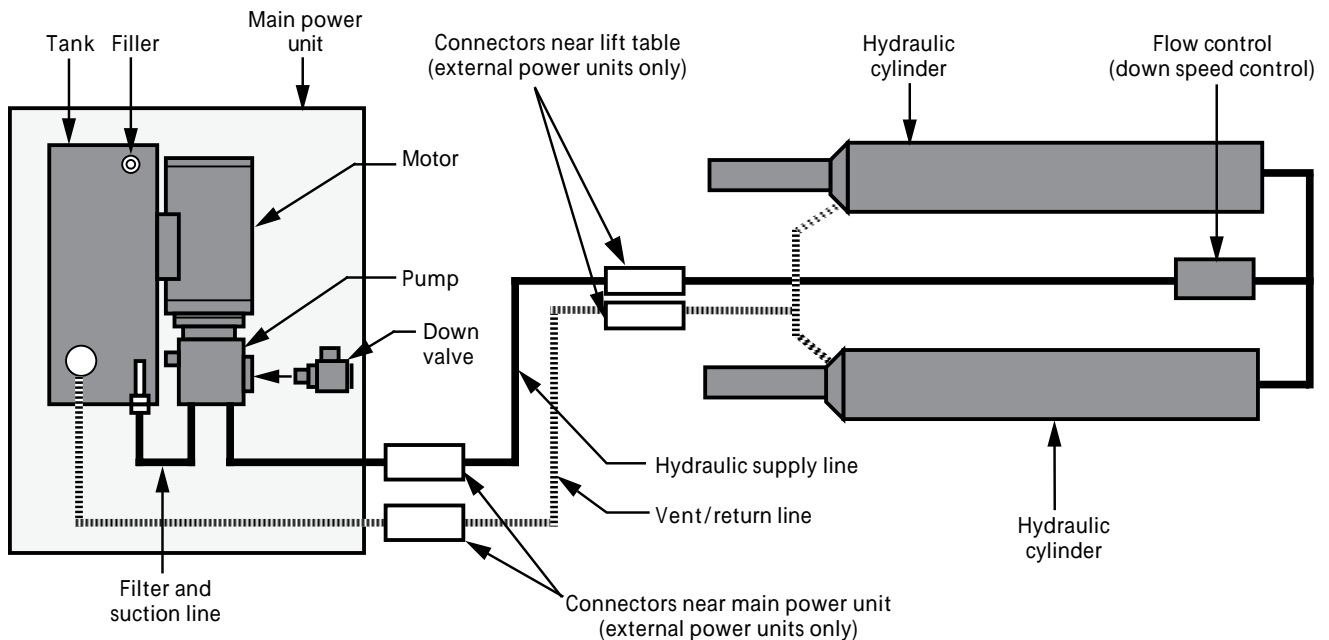 Main power
unit
Tank
Filler
Connectors near lift table
(external power units only)
Hydraulic
cylinder
Flow control
(down speed control)
Motor
Pump
Down
valve
Hydraulic supply line
Vent/return line
Hydraulic
cylinder
Filter and
suction line
Connectors near main power unit
(external power units only)